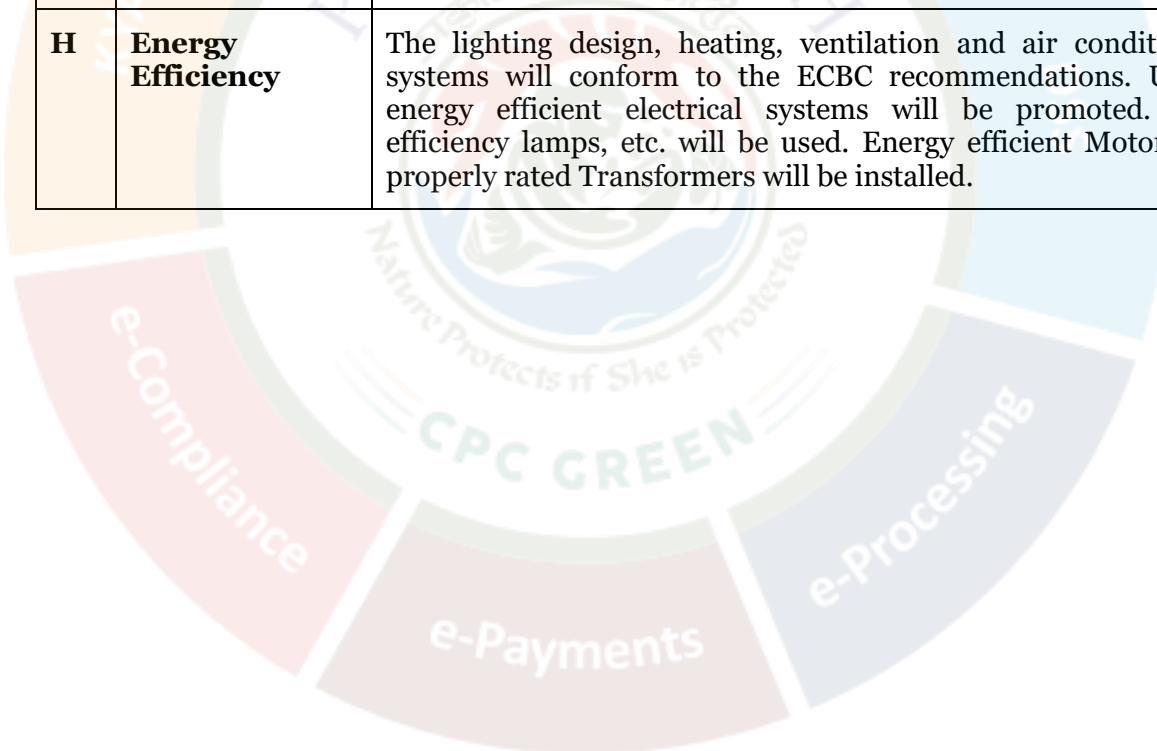 H Energy Efficiency
The lighting design, heating, ventilation and air condit
systems will conform to the ECBC recommendations. U
energy efficient electrical systems will be promoted.
efficiency lamps, etc. will be used. Energy efficient Moto
properly rated Transformers will be installed.
Nature Protects if She is Protected
CPC GREEN
e-Compliance
e-Payments
e-Processing